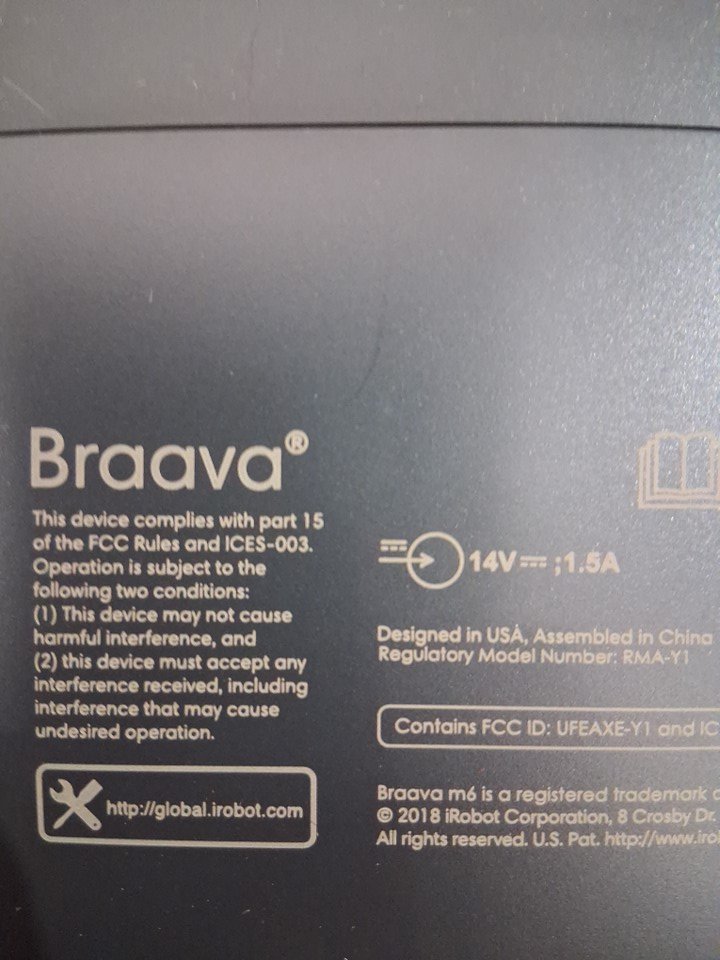 Braava®
This device complies with part 15
of the FCC Rules and ICES-003.
Operation is subject to the
following two conditions:
(1) This device may not cause
harmful interference, and
(2) this device must accept any
interference received, including
interference that may cause
undesired operation.
http://global.irobot.com
14V ;1.5A
Designed in USA, Assembled in China
Regulatory Model Number: RMA-Y1
Contains FCC ID: UFEAXE-Y1 and IC
Braava m6 is a registered trademark
© 2018 iRobot Corporation, 8 Crosby Dr.
All rights reserved. U.S. Pat. http://www.iro